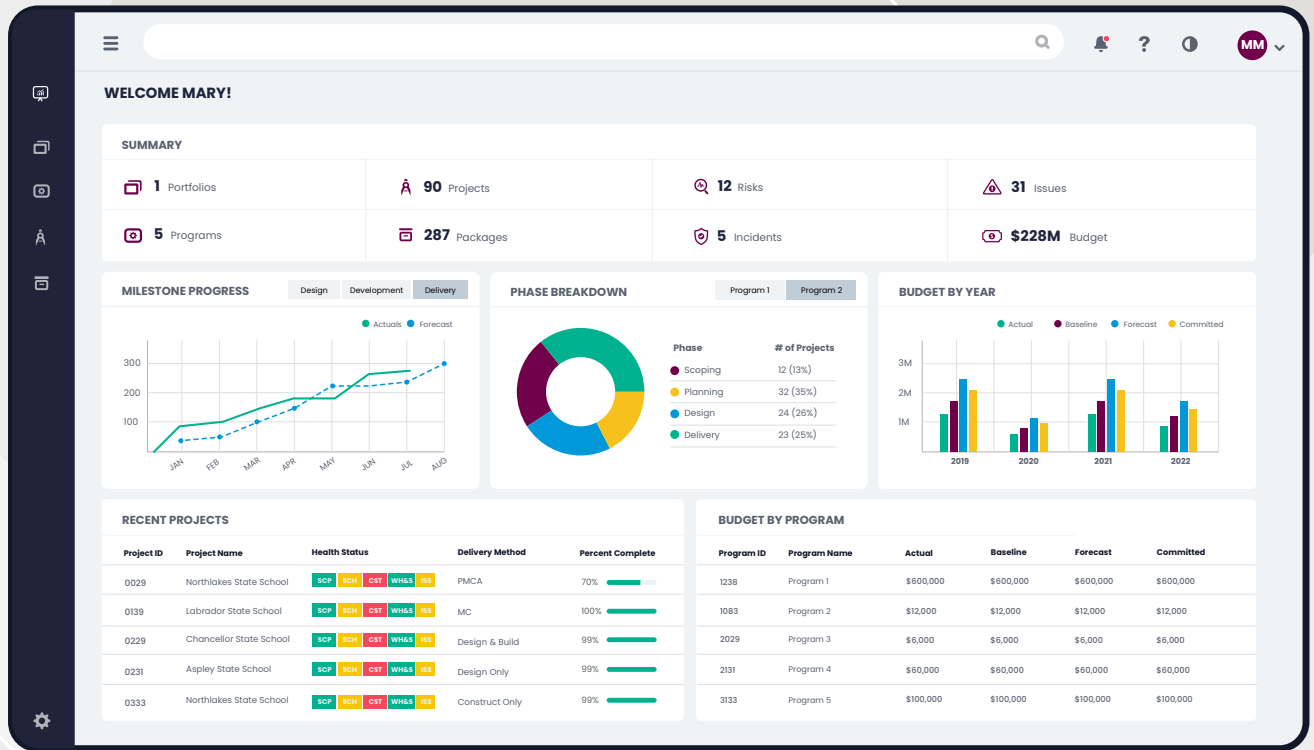 ?
MM
WELCOME MARY!
SUMMARY
1 Portfolios
90 Projects
12 Risks
31 Issues
5 Programs
287 Packages
5 Incidents
$228M Budget
MILESTONE PROGRESS
Design
Development
Delivery
Actuals
Forecast
300
200
100
JAN
FEB
MAR
APR
MAY
JUN
JUL
AUG
PHASE BREAKDOWN
Program 1
Program 2
Phase # of Projects
Scoping 12 (13%)
Planning 32 (35%)
Design 24 (26%)
Delivery 23 (25%)
BUDGET BY YEAR
Actual
Baseline
Forecast
Committed
3M
2M
1M
2019
2020
2021
2022
RECENT PROJECTS
Project ID Project Name Health Status Delivery Method Percent Complete
0029 Northlakes State School SCP SCH CST WH&S ISS PMCA 70%
0139 Labrador State School SCP SCH CST WH&S ISS MC 100%
0229 Chancellor State School SCP SCH CST WH&S ISS Design & Build 99%
0231 Aspley State School SCP SCH CST WH&S ISS Design Only 99%
0333 Northlakes State School SCP SCH CST WH&S ISS Construct Only 99%
BUDGET BY PROGRAM
Program ID Program Name Actual Baseline Forecast Committed
1238 Program 1 $600,000 $600,000 $600,000 $600,000
1083 Program 2 $12,000 $12,000 $12,000 $12,000
2029 Program 3 $6,000 $6,000 $6,000 $6,000
2131 Program 4 $60,000 $60,000 $60,000 $60,000
3133 Program 5 $100,000 $100,000 $100,000 $100,000